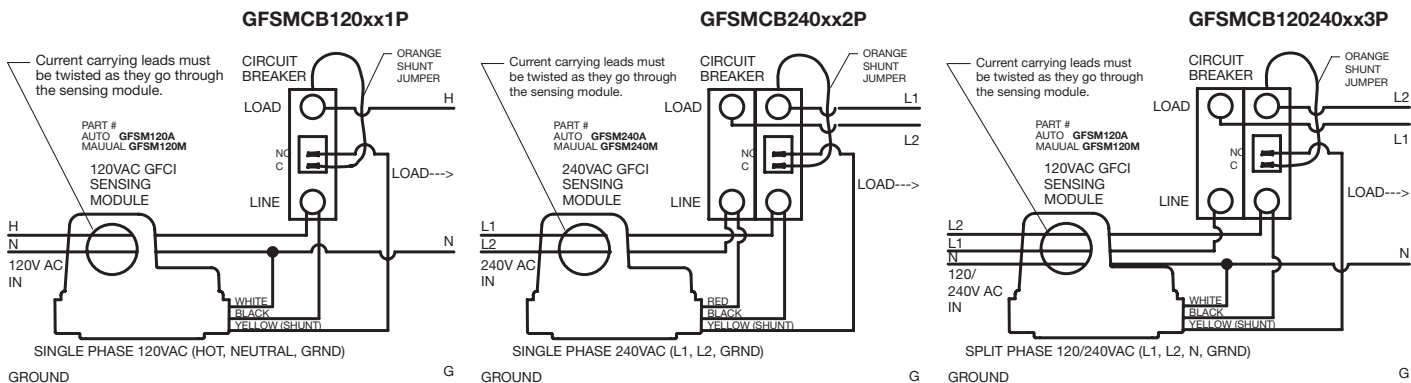 GFSMCB120xx1P
Current carrying leads must
be twisted as they go through
the sensing module.
CIRCUIT
BREAKER
ORANGE
SHUNT
JUMPER
LOAD
H
PART #
AUTO GFSM120A
MAUUAL GFSM120M
NC
C
120VAC GFCI
SENSING
MODULE
LOAD--->
LINE
H
N
N
120V AC
IN
WHITE
BLACK
YELLOW (SHUNT)
SINGLE PHASE 120VAC (HOT, NEUTRAL, GRND)
GROUND
G
GFSMCB240xx2P
Current carrying leads must
be twisted as they go through
the sensing module.
CIRCUIT
BREAKER
ORANGE
SHUNT
JUMPER
LOAD
L1
L2
PART #
AUTO GFSM240A
MAUUAL GFSM240M
NC
C
240VAC GFCI
SENSING
MODULE
LOAD--->
LINE
L1
L2
240V AC
IN
RED
BLACK
YELLOW (SHUNT)
SINGLE PHASE 240VAC (L1, L2, GRND)
GROUND
G
GFSMCB120240xx3P
Current carrying leads must
be twisted as they go through
the sensing module.
CIRCUIT
BREAKER
ORANGE
SHUNT
JUMPER
LOAD
L2
L1
PART #
AUTO GFSM120A
MAUUAL GFSM120M
NC
C
120VAC GFCI
SENSING
MODULE
LOAD--->
LINE
L2
L1
N
N
120/
240V AC
IN
WHITE
BLACK
YELLOW (SHUNT)
SPLIT PHASE 120/240VAC (L1, L2, N, GRND)
GROUND
G